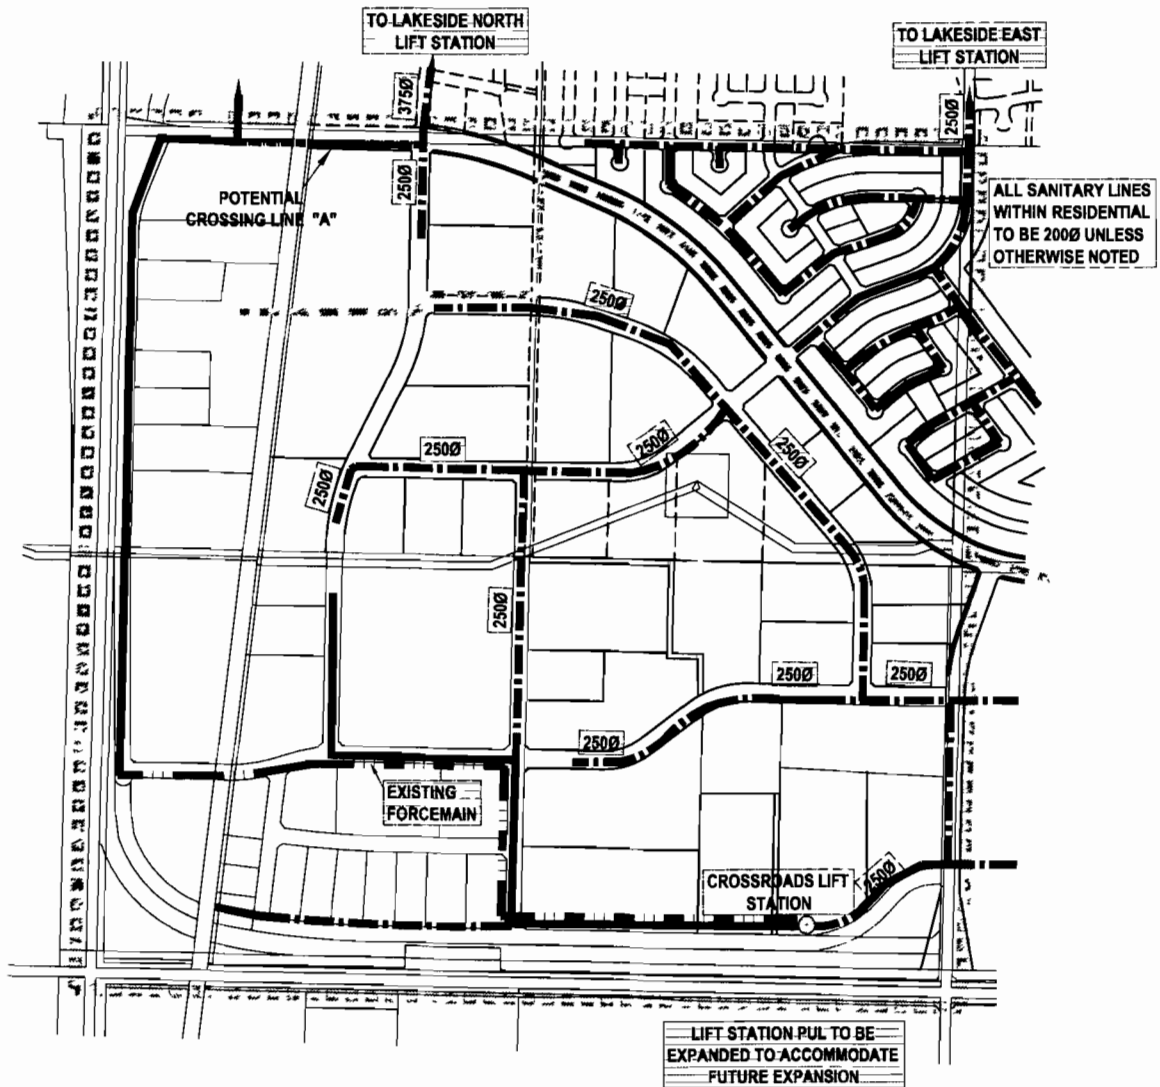 TO LAKESIDE NORTH
LIFT STATION
TO LAKESIDE EAST
LIFT STATION
375Ø
250Ø
250Ø
POTENTIAL
CROSSING LINE "A"
ALL SANITARY LINES
WITHIN RESIDENTIAL
TO BE 200Ø UNLESS
OTHERWISE NOTED
250Ø
250Ø
250Ø
250Ø
250Ø
250Ø
250Ø
250Ø
250Ø
EXISTING
FORCEMAIN
CROSSROADS LIFT
STATION
250Ø
LIFT STATION PUL TO BE
EXPANDED TO ACCOMMODATE
FUTURE EXPANSION